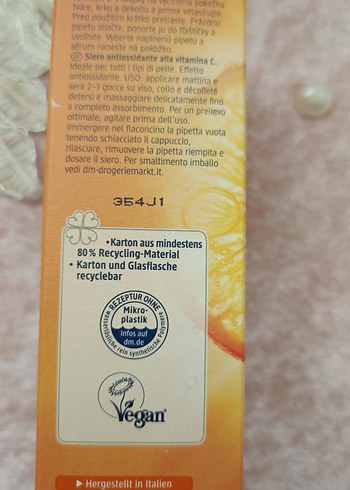 tváre, krku a dekoltu a jemne vmasírujte.
Pred použitím krátko pretraste. Prázdnu
pipetu stlačte, ponorte ju do fľaštičky a
uvoľnite. Vyberte naplnenú pipetu a
sérum naneste na pokožku.
IT Siero antiossidante alla vitamina C.
Ideale per tutti i tipi di pelle. Effetto
antiossidante. USO: applicare mattina e
sera 2–3 gocce su viso, collo e décolleté
detersi e massaggiare delicatamente fino
a completo assorbimento. Per un prelievo
ottimale, agitare prima dell'uso.
Immergere nel flaconcino la pipetta vuota
tenendo schiacciato il cappuccio,
rilasciare, rimuovere la pipetta riempita e
dosare il siero. Per smaltimento imballo
vedi dm-drogeriemarkt.it.
354J1
•Karton aus mindestens
80 % Recycling-Material
• Karton und Glasflasche
recyclebar
REZEPTUR OHNE
Mikro-
plastik
Infos auf
dm.de
wasserlösliche rein synthetische Polymere
Vegan
▶ Hergestellt in Italien